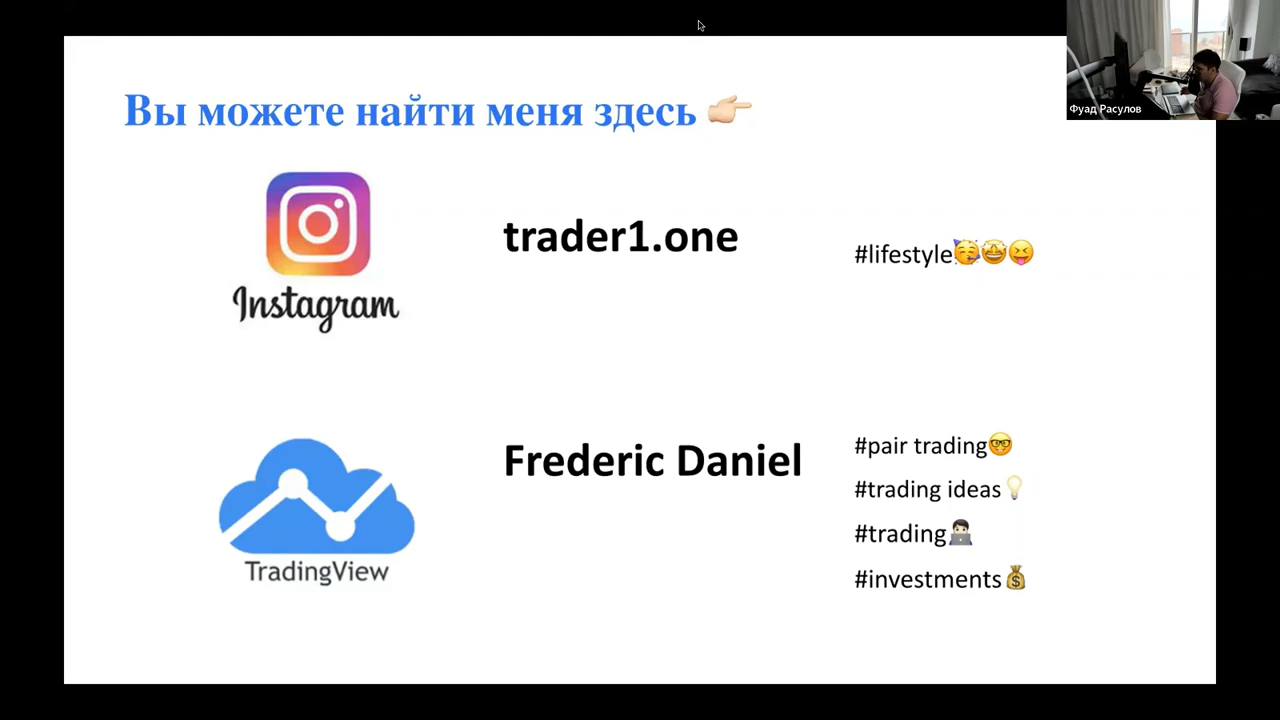 Вы можете найти меня здесь 👉🏻
Фуад Расулов
Instagram
trader1.one
#lifestyle🥳🤩😝
TradingView
Frederic Daniel
#pair trading🤓
#trading ideas💡
#trading👨🏻‍💻
#investments💰